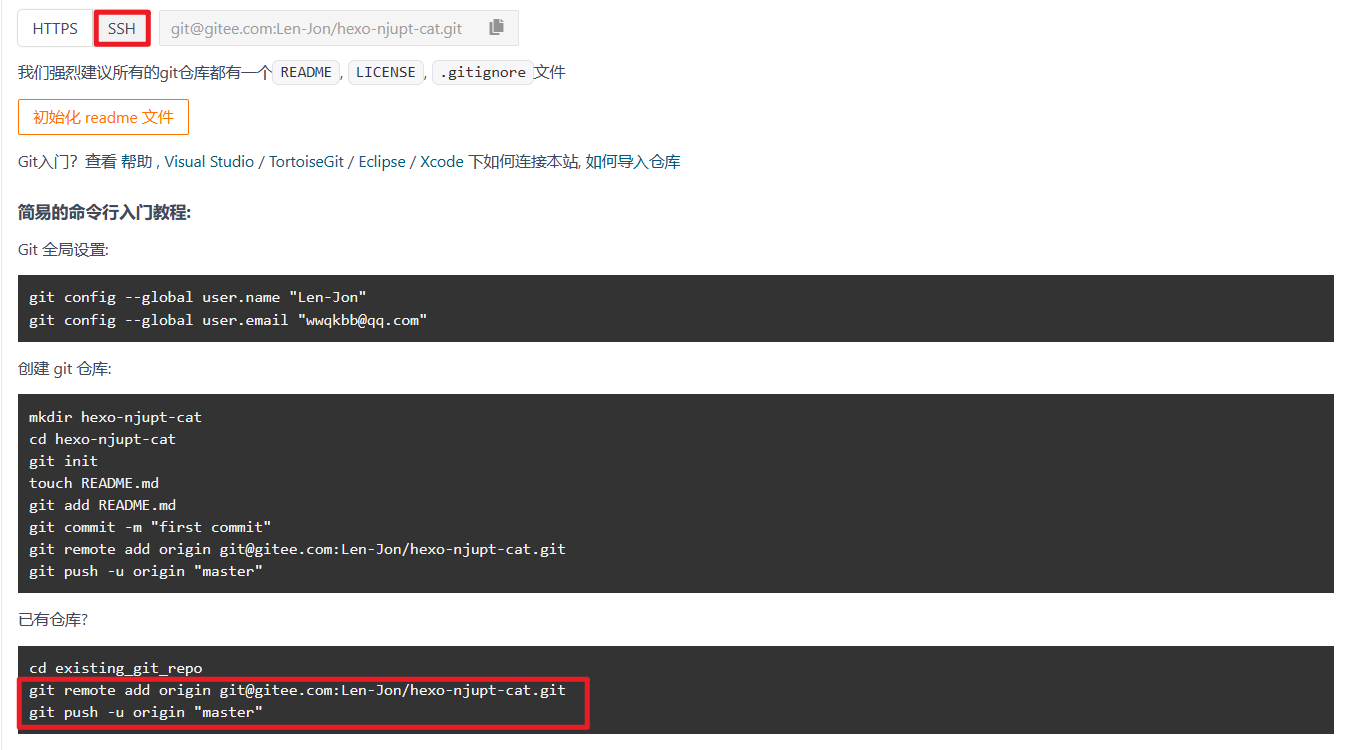 HTTPS SSH git@gitee.com:Len-Jon/hexo-njupt-cat.git
我们强烈建议所有的git仓库都有一个 README , LICENSE , .gitignore 文件
初始化 readme 文件
Git入门? 查看 帮助 , Visual Studio / TortoiseGit / Eclipse / Xcode 下如何连接本站, 如何导入仓库
简易的命令行入门教程:
Git 全局设置:
git config --global user.name "Len-Jon"
git config --global user.email "wwqkbb@qq.com"
创建 git 仓库:
mkdir hexo-njupt-cat
cd hexo-njupt-cat
git init
touch README.md
git add README.md
git commit -m "first commit"
git remote add origin git@gitee.com:Len-Jon/hexo-njupt-cat.git
git push -u origin "master"
已有仓库?
cd existing_git_repo
git remote add origin git@gitee.com:Len-Jon/hexo-njupt-cat.git
git push -u origin "master"